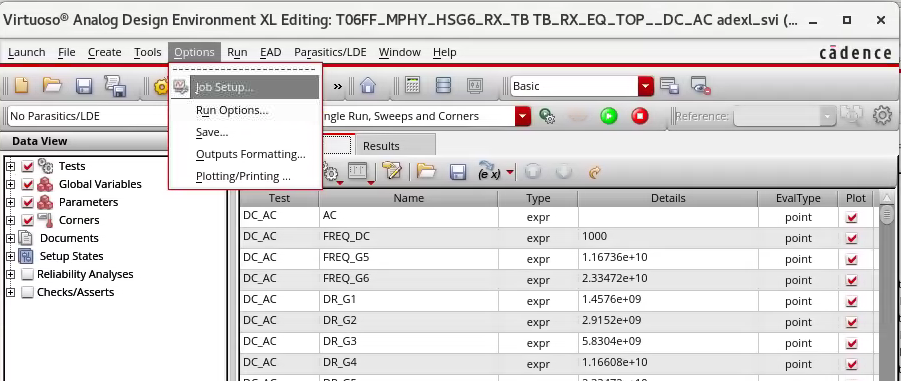 Virtuoso® Analog Design Environment XL Editing: T06FF_MPHY_HSG6_RX_TB TB_RX_EQ_TOP__DC_AC adexl_svi (...
Launch File Create Tools Options Run EAD Parasitics/LDE Window Help
cādence
Job Setup...
Run Options...
Save...
Outputs Formatting...
Plotting/Printing ...
» Basic
No Parasitics/LDE
ngle Run, Sweeps and Corners
Reference:
Data View
Tests
Global Variables
Parameters
Corners
Documents
Setup States
Reliability Analyses
Checks/Asserts
Results
(e x)
Test Name Type Details EvalType Plot
DC_AC AC expr point
DC_AC FREQ_DC expr 1000 point
DC_AC FREQ_G5 expr 1.16736e+10 point
DC_AC FREQ_G6 expr 2.33472e+10 point
DC_AC DR_G1 expr 1.4576e+09 point
DC_AC DR_G2 expr 2.9152e+09 point
DC_AC DR_G3 expr 5.8304e+09 point
DC_AC DR_G4 expr 1.16608e+10 point